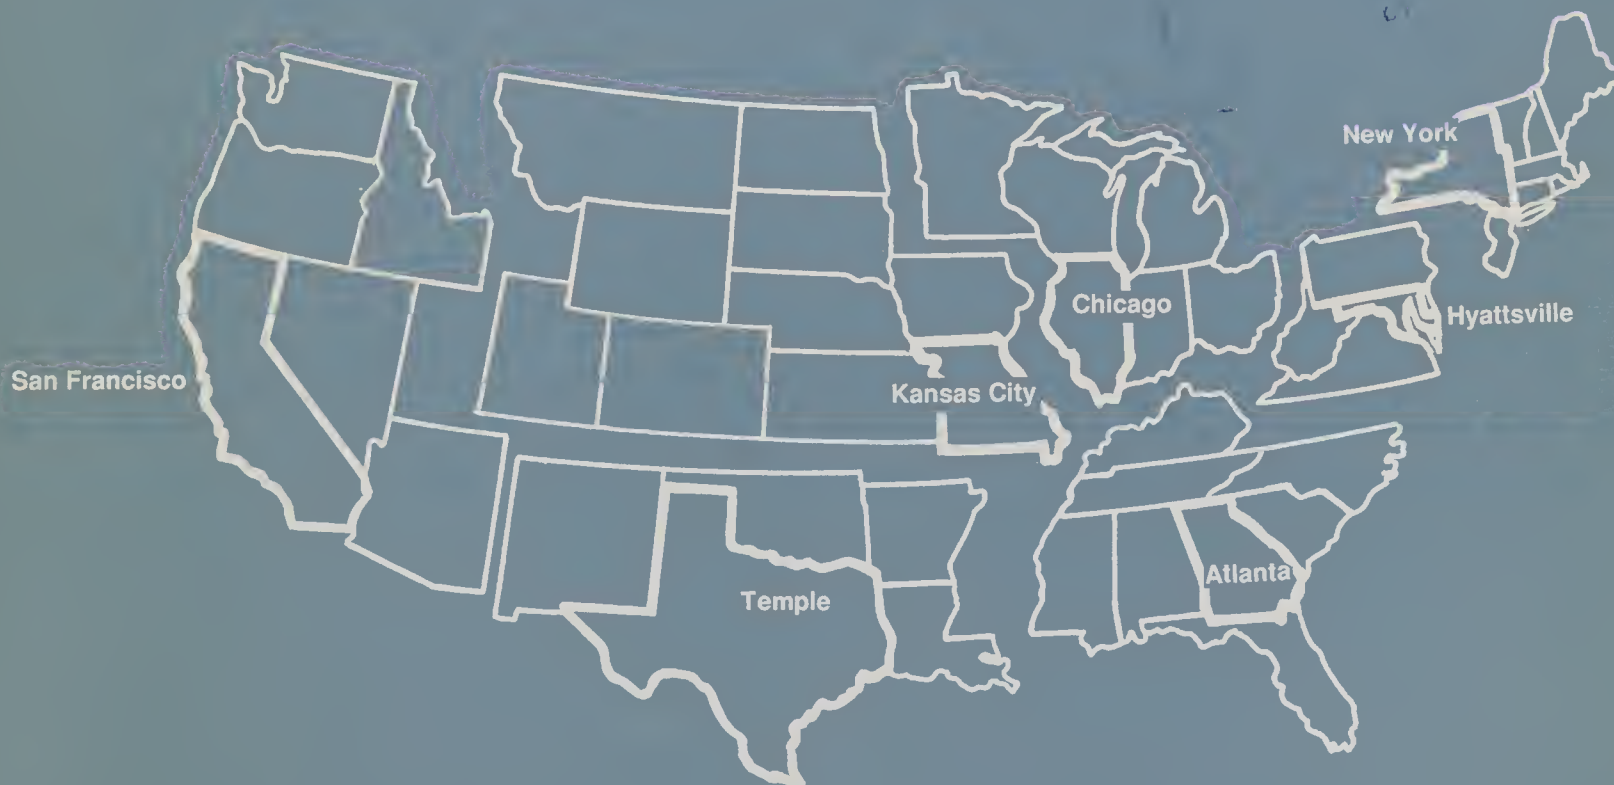 New York
Chicago
Hyattsville
San Francisco
Kansas City
Atlanta
Temple